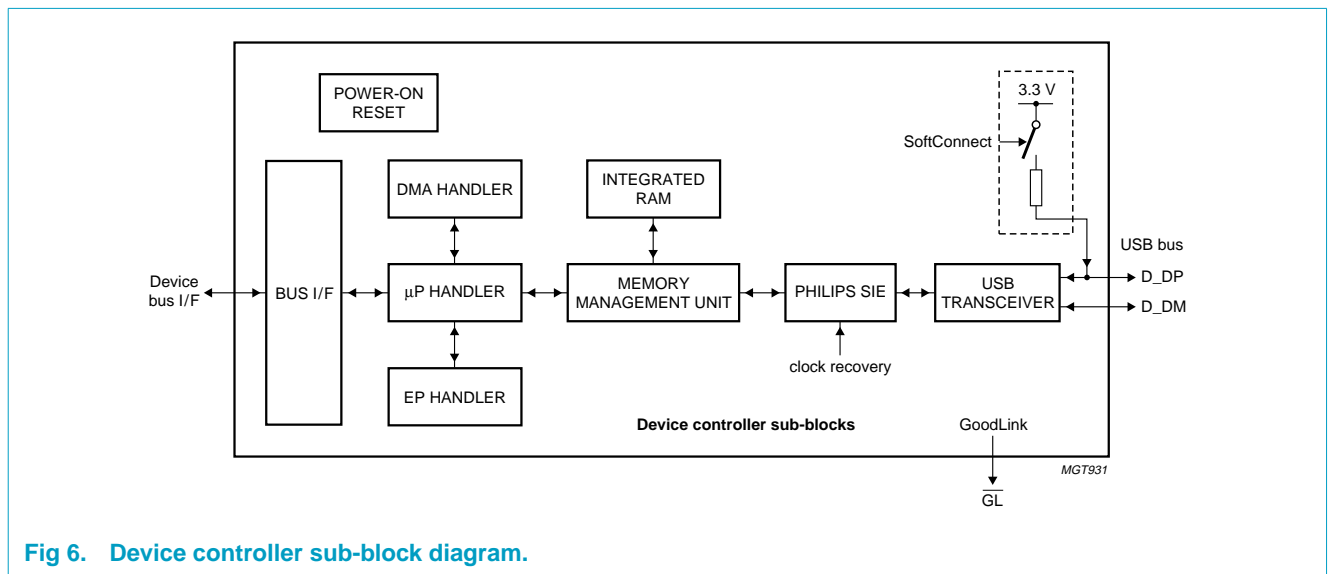 POWER-ON
RESET
3.3 V
SoftConnect
DMA HANDLER
INTEGRATED
RAM
USB bus
Device
bus I/F
BUS I/F
μP HANDLER
MEMORY
MANAGEMENT UNIT
PHILIPS SIE
USB
TRANSCEIVER
D_DP
D_DM
clock recovery
EP HANDLER
Device controller sub-blocks
GoodLink
MGT931
GL
Fig 6. Device controller sub-block diagram.